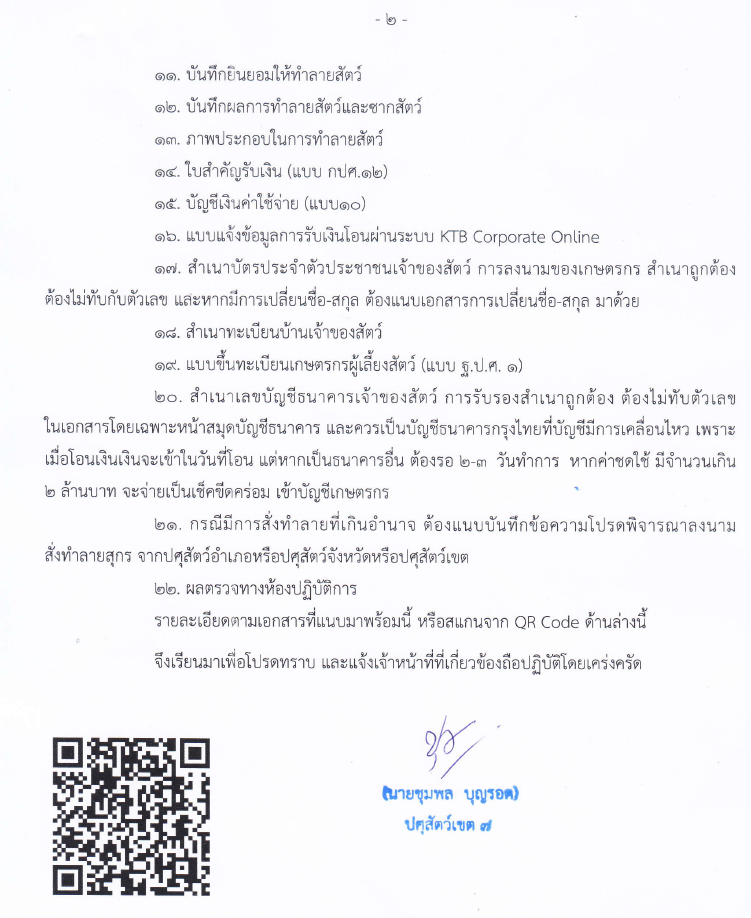 - ๒ -
๑๑. บันทึกยินยอมให้ทำลายสัตว์
๑๒. บันทึกผลการทำลายสัตว์และซากสัตว์
๑๓. ภาพประกอบในการทำลายสัตว์
๑๔. ใบสำคัญรับเงิน (แบบ กปศ.๑๒)
๑๕. บัญชีเงินค่าใช้จ่าย (แบบ๑๐)
๑๖. แบบแจ้งข้อมูลการรับเงินโอนผ่านระบบ KTB Corporate Online
๑๗. สำเนาบัตรประจำตัวประชาชนเจ้าของสัตว์ การลงนามของเกษตรกร สำเนาถูกต้อง
ต้องไม่ทับกับตัวเลข และหากมีการเปลี่ยนชื่อ-สกุล ต้องแนบเอกสารการเปลี่ยนชื่อ-สกุล มาด้วย
๑๘. สำเนาทะเบียนบ้านเจ้าของสัตว์
๑๙. แบบขึ้นทะเบียนเกษตรกรผู้เลี้ยงสัตว์ (แบบ ฐ.ป.ศ. ๑)
๒๐. สำเนาเลขบัญชีธนาคารเจ้าของสัตว์ การรับรองสำเนาถูกต้อง ต้องไม่ทับตัวเลข
ในเอกสารโดยเฉพาะหน้าสมุดบัญชีธนาคาร และควรเป็นบัญชีธนาคารกรุงไทยที่บัญชีมีการเคลื่อนไหว เพราะ
เมื่อโอนเงินเงินจะเข้าในวันที่โอน แต่หากเป็นธนาคารอื่น ต้องรอ ๒-๓ วันทำการ หากค่าชดใช้ มีจำนวนเกิน
๒ ล้านบาท จะจ่ายเป็นเช็คขีดคร่อม เข้าบัญชีเกษตรกร
๒๑. กรณีมีการสั่งทำลายที่เกินอำนาจ ต้องแนบบันทึกข้อความโปรดพิจารณาลงนาม
สั่งทำลายสุกร จากปศุสัตว์อำเภอหรือปศุสัตว์จังหวัดหรือปศุสัตว์เขต
๒๒. ผลตรวจทางห้องปฏิบัติการ
รายละเอียดตามเอกสารที่แนบมาพร้อมนี้ หรือสแกนจาก QR Code ด้านล่างนี้
จึงเรียนมาเพื่อโปรดทราบ และแจ้งเจ้าหน้าที่ที่เกี่ยวข้องถือปฏิบัติโดยเคร่งครัด
(นายชุมพล บุญรอด)
ปศุสัตว์เขต ๗